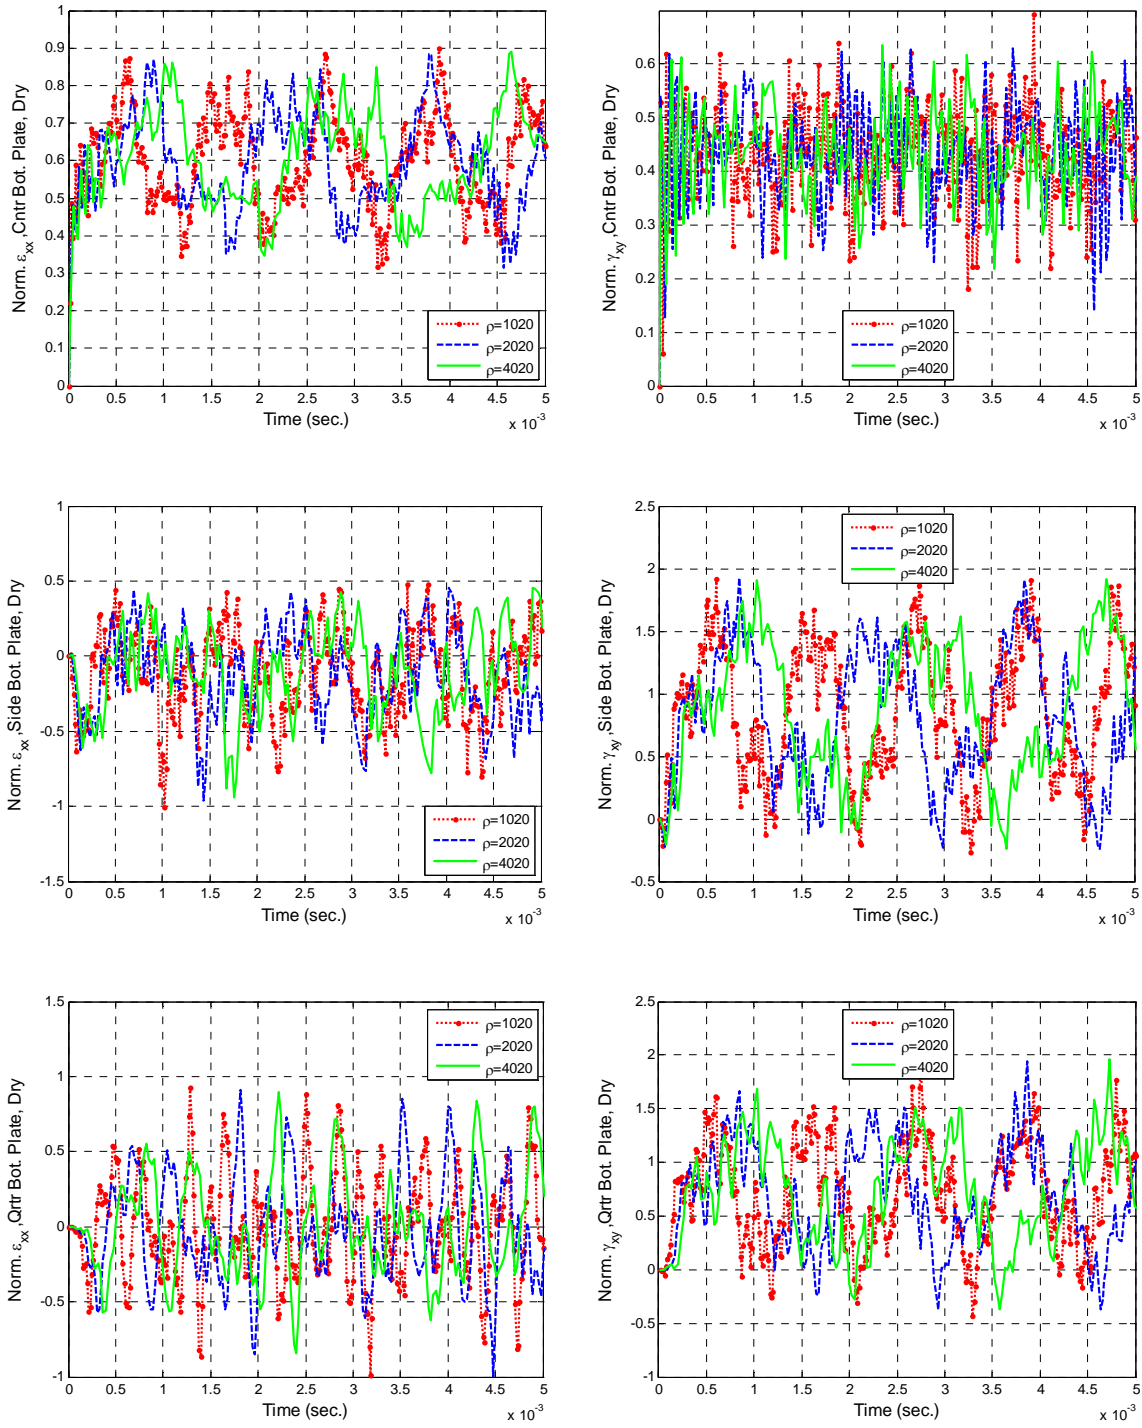 1
0.9
0.8
0.7
0.6
0.5
0.4
0.3
0.2
0.1
0
Norm. εxx ,Cntr Bot. Plate, Dry
ρ=1020
ρ=2020
ρ=4020
0 0.5 1 1.5 2 2.5 3 3.5 4 4.5 5
Time (sec.)
x 10-3
0.6
0.5
0.4
0.3
0.2
0.1
0
Norm. γxy ,Cntr Bot. Plate, Dry
ρ=1020
ρ=2020
ρ=4020
0 0.5 1 1.5 2 2.5 3 3.5 4 4.5 5
Time (sec.)
x 10-3
1
0.5
0
-0.5
-1
-1.5
Norm. εxx ,Side Bot. Plate, Dry
ρ=1020
ρ=2020
ρ=4020
0 0.5 1 1.5 2 2.5 3 3.5 4 4.5 5
Time (sec.)
x 10-3
2.5
2
1.5
1
0.5
0
-0.5
Norm. γxy ,Side Bot. Plate, Dry
ρ=1020
ρ=2020
ρ=4020
0 0.5 1 1.5 2 2.5 3 3.5 4 4.5 5
Time (sec.)
x 10-3
1.5
1
0.5
0
-0.5
-1
Norm. εxx ,Qrtr Bot. Plate, Dry
ρ=1020
ρ=2020
ρ=4020
0 0.5 1 1.5 2 2.5 3 3.5 4 4.5 5
Time (sec.)
x 10-3
2.5
2
1.5
1
0.5
0
-0.5
-1
Norm. γxy ,Qrtr Bot. Plate, Dry
ρ=1020
ρ=2020
ρ=4020
0 0.5 1 1.5 2 2.5 3 3.5 4 4.5 5
Time (sec.)
x 10-3